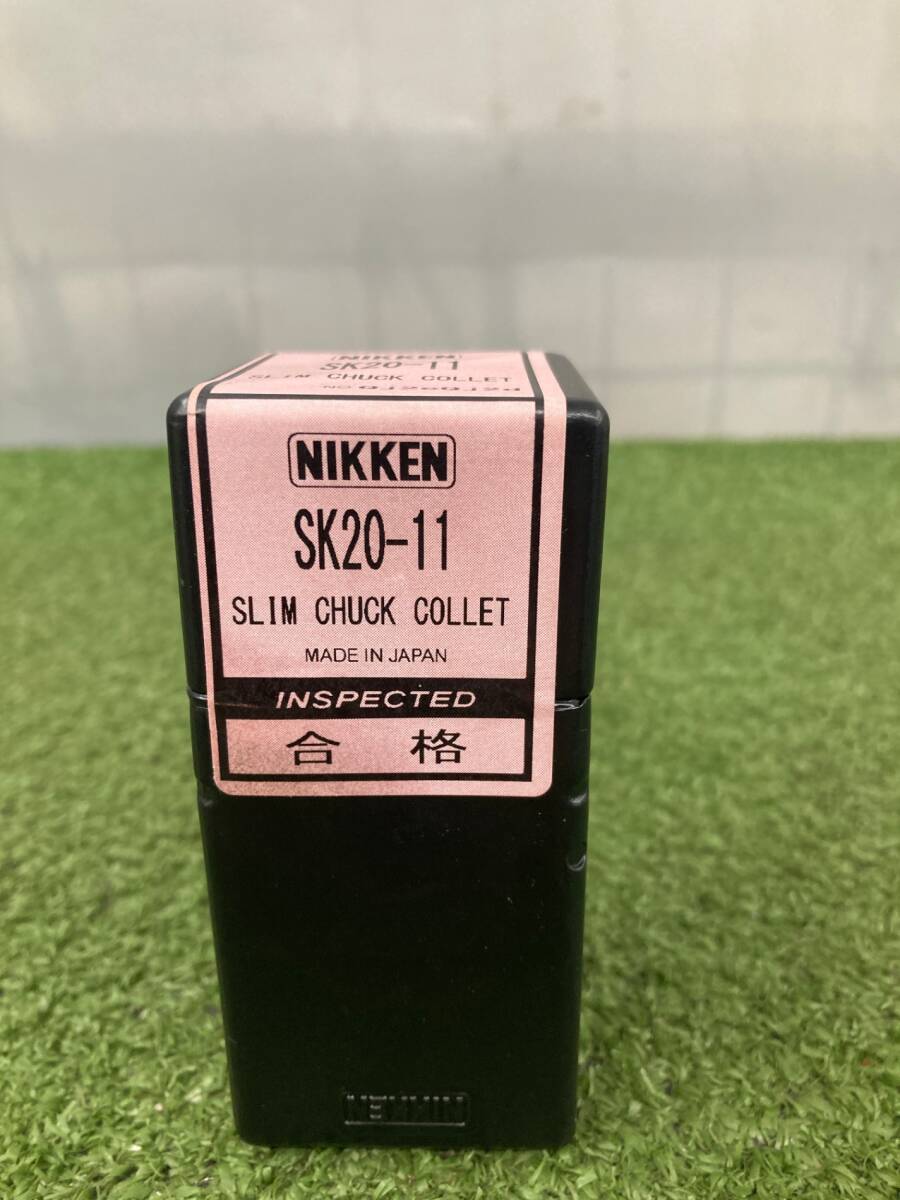 NIKKEN
SK20-11
SLIM CHUCK COLLET
NO.
NIKKEN
SK20-11
SLIM CHUCK COLLET
MADE IN JAPAN
INSPECTED
合格
NIKKEN